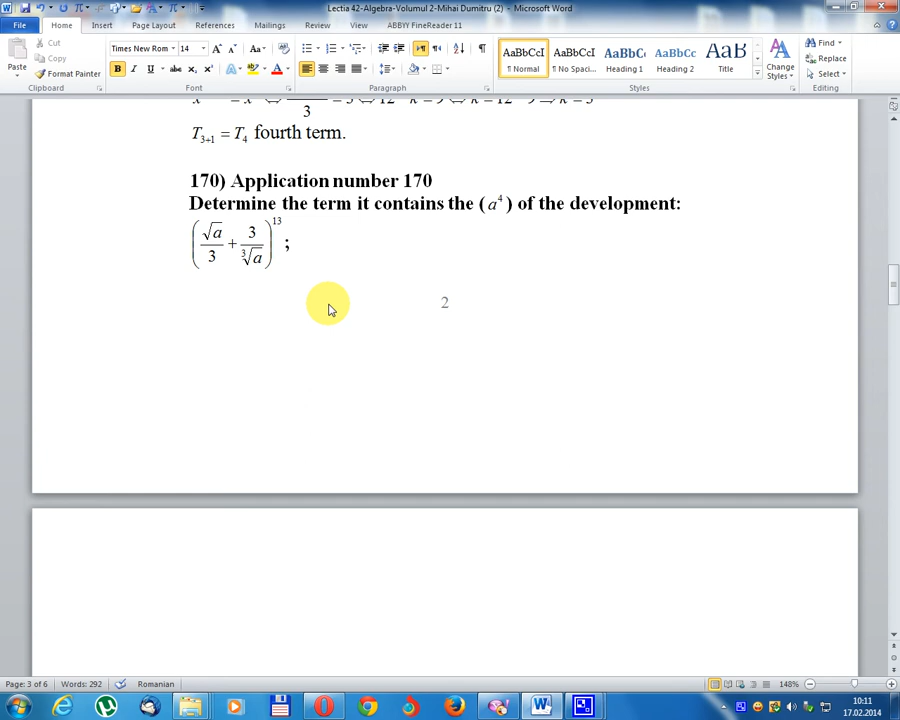 Lectia 42-Algebra-Volumul 2-Mihai Dumitru (2) - Microsoft Word
File Home Insert Page Layout References Mailings Review View ABBYY FineReader 11
Cut
Copy
Format Painter
Paste
Clipboard
Times New Rom 14
Font
Paragraph
AaBbCcI AaBbCcI AaBbC AaBbCc AaB
¶ Normal ¶ No Spaci... Heading 1 Heading 2 Title
Change Styles
Styles
Find
Replace
Select
Editing
3
T₃₊₁ = T₄ fourth term.
170) Application number 170
Determine the term it contains the ( a⁴ ) of the development:
(√a/3 + 3/∛a)¹³ ;
2
Page: 3 of 6 Words: 292 Romanian 148%
10:11
17.02.2014